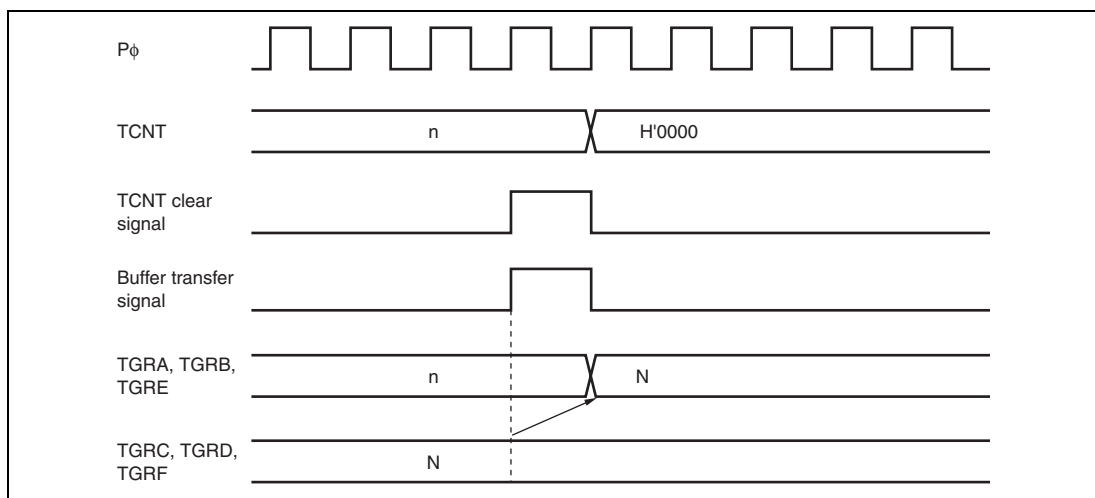 Pϕ
TCNT
n
H'0000
TCNT clear
signal
Buffer transfer
signal
TGRA, TGRB,
TGRE
n
N
TGRC, TGRD,
TGRF
N